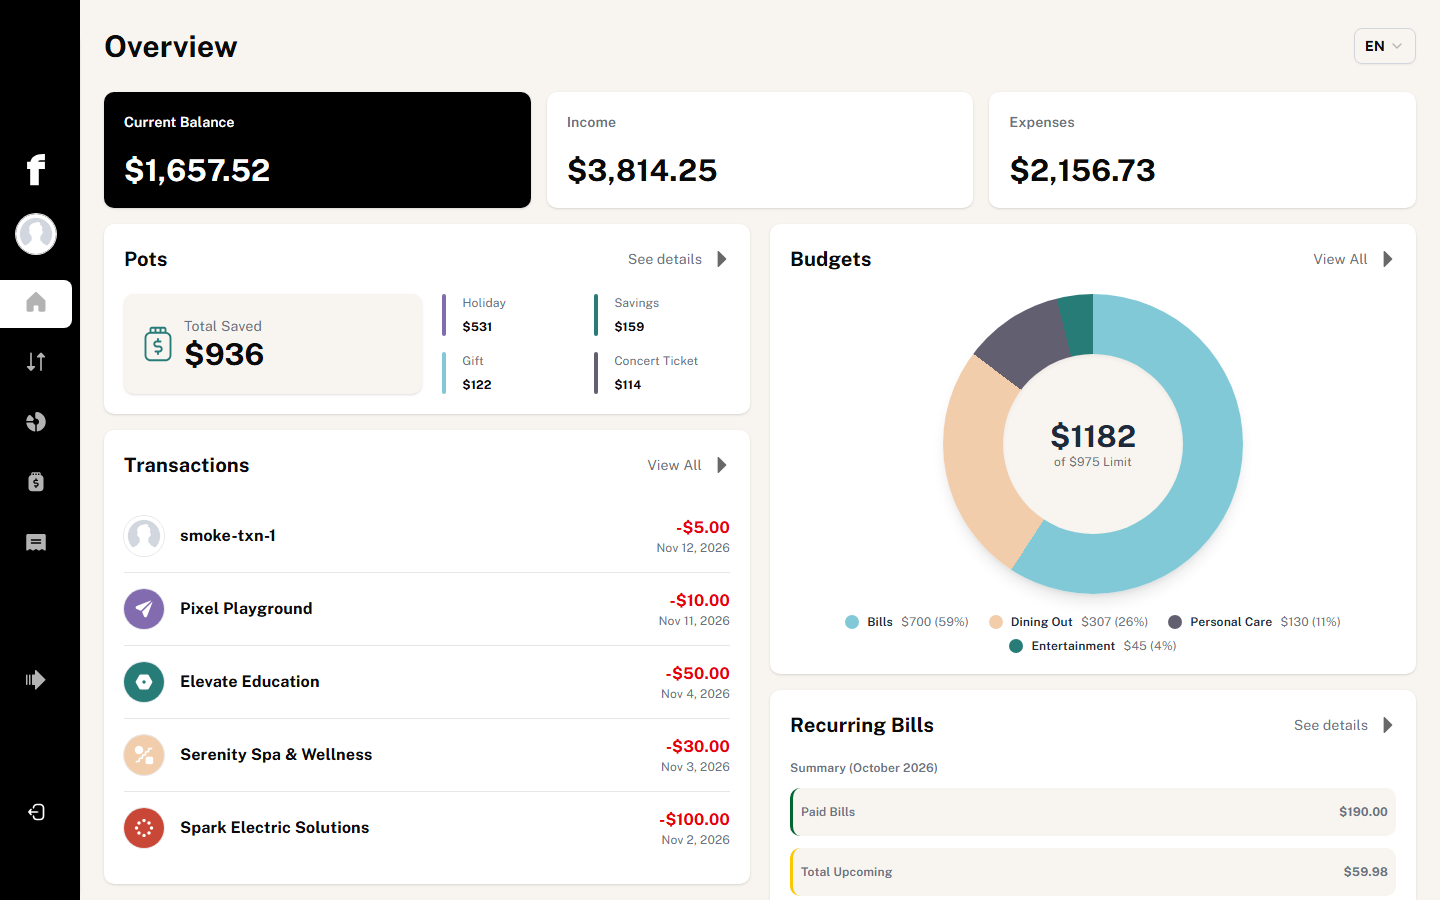 Overview
EN
Current Balance
$1,657.52
Income
$3,814.25
Expenses
$2,156.73
f
Pots
See details
Total Saved
$936
Holiday
$531
Savings
$159
Gift
$122
Concert Ticket
$114
Transactions
View All
smoke-txn-1
-$5.00
Nov 12, 2026
Pixel Playground
-$10.00
Nov 11, 2026
Elevate Education
-$50.00
Nov 4, 2026
Serenity Spa & Wellness
-$30.00
Nov 3, 2026
Spark Electric Solutions
-$100.00
Nov 2, 2026
Budgets
View All
$1182
of $975 Limit
Bills $700 (59%)
Dining Out $307 (26%)
Personal Care $130 (11%)
Entertainment $45 (4%)
Recurring Bills
See details
Summary (October 2026)
Paid Bills
$190.00
Total Upcoming
$59.98